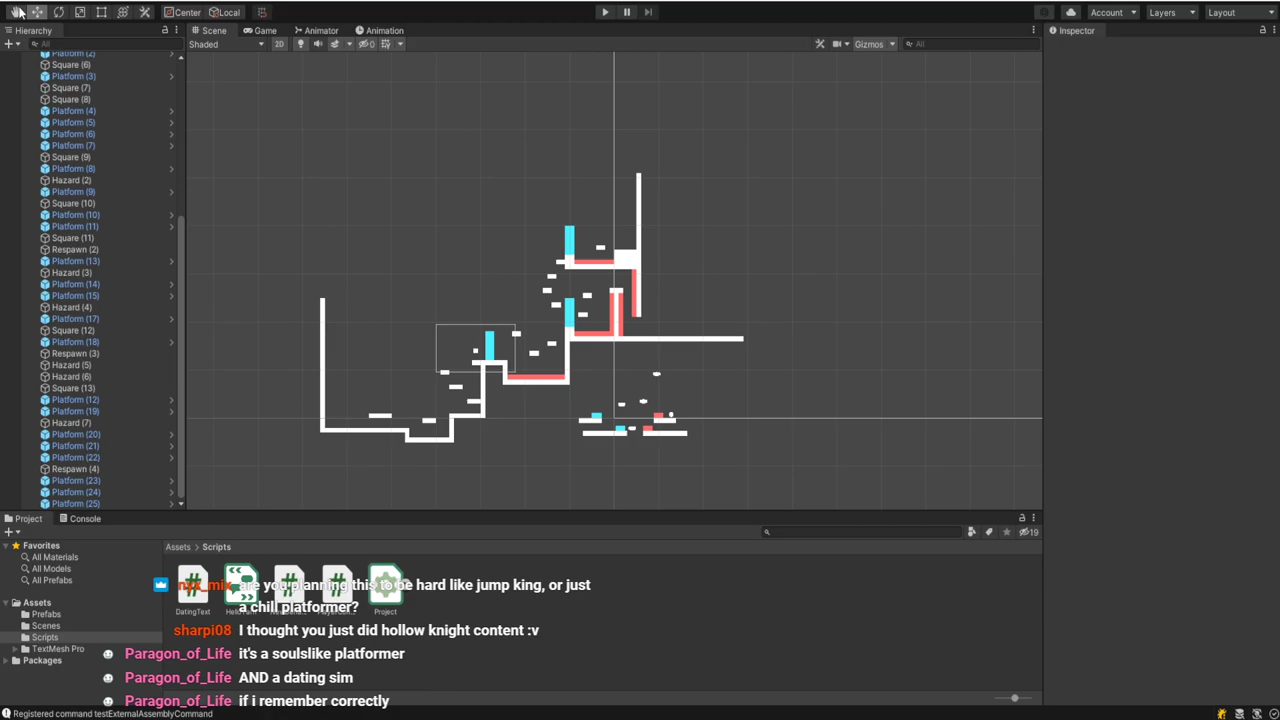 Center Local Account Layers Layout
Hierarchy Scene Game Animator Animation Inspector
All Shaded 2D 0 Gizmos All
Platform (2)
Square (6)
Platform (3)
Square (7)
Square (8)
Platform (4)
Platform (5)
Platform (6)
Platform (7)
Square (9)
Platform (8)
Hazard (2)
Platform (9)
Square (10)
Platform (10)
Platform (11)
Square (11)
Respawn (2)
Platform (13)
Hazard (3)
Platform (14)
Platform (15)
Hazard (4)
Platform (17)
Square (12)
Platform (18)
Respawn (3)
Hazard (5)
Hazard (6)
Square (13)
Platform (12)
Platform (19)
Hazard (7)
Platform (20)
Platform (21)
Platform (22)
Respawn (4)
Platform (23)
Platform (24)
Platform (25)
Project Console
19
Favorites
All Materials
All Models
All Prefabs
Assets
Prefabs
Scenes
Scripts
TextMesh Pro
Packages
Assets > Scripts
DatingText Project
nyx_mix are you planning this to be hard like jump king, or just
a chill platformer?
sharpi08 I thought you just did hollow knight content :v
Paragon_of_Life it's a soulslike platformer
Paragon_of_Life AND a dating sim
Paragon_of_Life if i remember correctly
Registered command testExternalAssemblyCommand